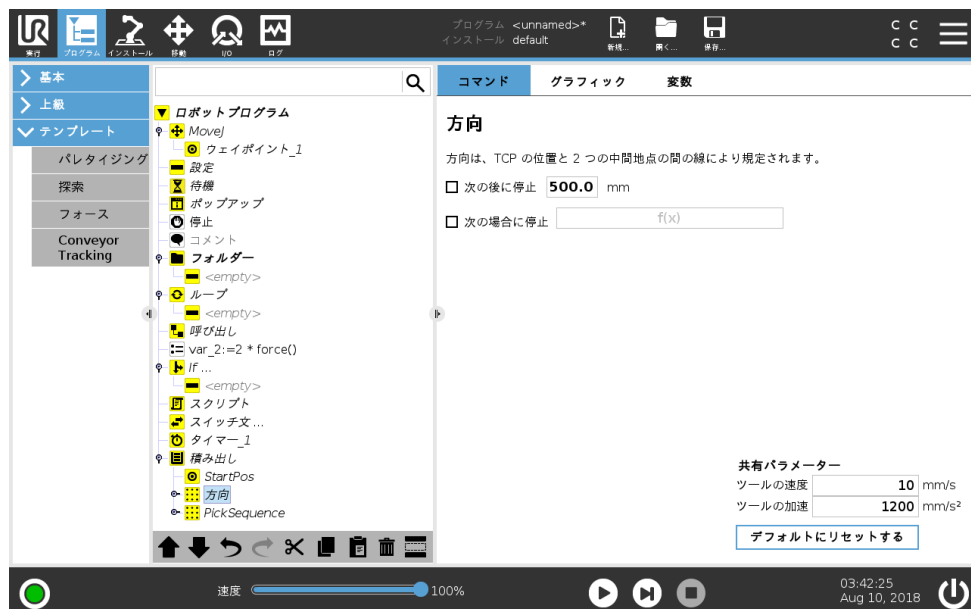 プログラム <unnamed>*
インストール default
C C
C C
実行
プログラム
インストール
移動
I/O
ログ
新規...
開く...
保存...
基本
上級
テンプレート
パレタイジング
探索
フォース
Conveyor
Tracking
ロボットプログラム
MoveJ
ウェイポイント_1
設定
待機
ポップアップ
停止
コメント
フォルダー
<empty>
ループ
<empty>
呼び出し
var_2:=2 * force()
If ...
<empty>
スクリプト
スイッチ文 ...
タイマー_1
積み出し
StartPos
方向
PickSequence
コマンド グラフィック 変数
方向
方向は、TCP の位置と 2 つの中間地点の間の線により規定されます。
次の後に停止 500.0 mm
次の場合に停止 f(x)
共有パラメーター
ツールの速度 10 mm/s
ツールの加速 1200 mm/s²
デフォルトにリセットする
速度 100%
03:42:25
Aug 10, 2018